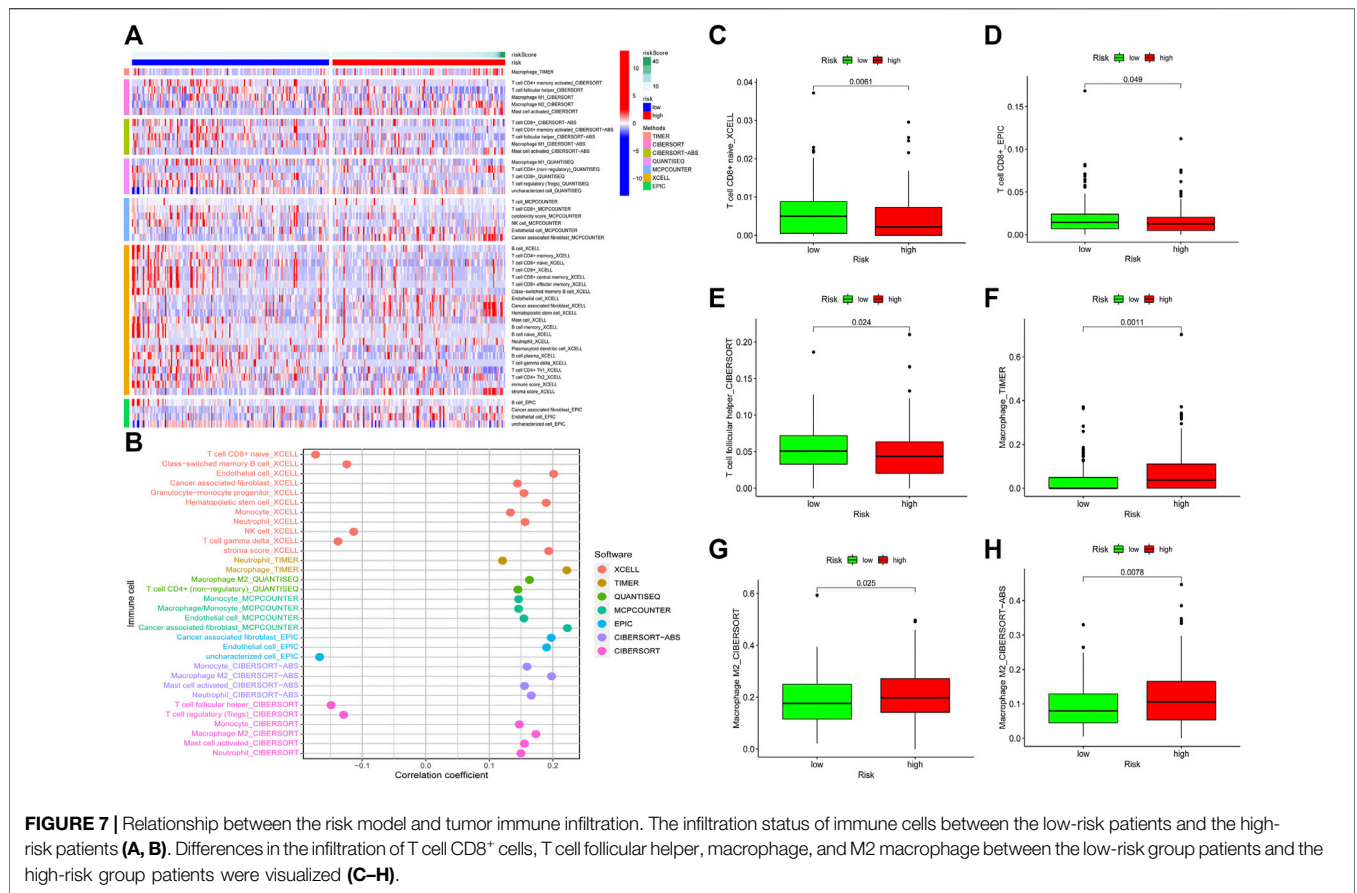 A
riskScore
risk
Macrophage_TIMER
T cell CD4+ memory activated_CIBERSORT
T cell follicular helper_CIBERSORT
Macrophage M1_CIBERSORT
Macrophage M2_CIBERSORT
Mast cell activated_CIBERSORT
T cell CD8+_CIBERSORT-ABS
T cell CD4+ memory activated_CIBERSORT-ABS
T cell follicular helper_CIBERSORT-ABS
Macrophage M1_CIBERSORT-ABS
Mast cell activated_CIBERSORT-ABS
Macrophage M1_QUANTISEQ
T cell CD4+ (non-regulatory)_QUANTISEQ
T cell CD8+_QUANTISEQ
T cell regulatory (Tregs)_QUANTISEQ
uncharacterized cell_QUANTISEQ
T cell_MCPCOUNTER
T cell CD8+_MCPCOUNTER
cytotoxicity score_MCPCOUNTER
NK cell_MCPCOUNTER
Endothelial cell_MCPCOUNTER
Cancer associated fibroblast_MCPCOUNTER
B cell_XCELL
T cell CD4+ memory_XCELL
T cell CD8+ naive_XCELL
T cell CD8+_XCELL
T cell CD8+ central memory_XCELL
T cell CD8+ effector memory_XCELL
Class-switched memory B cell_XCELL
Endothelial cell_XCELL
Cancer associated fibroblast_XCELL
Hematopoietic stem cell_XCELL
Mast cell_XCELL
B cell memory_XCELL
B cell naive_XCELL
Neutrophil_XCELL
Plasmacytoid dendritic cell_XCELL
B cell plasma_XCELL
T cell gamma delta_XCELL
T cell CD4+ Th1_XCELL
T cell CD4+ Th2_XCELL
immune score_XCELL
stroma score_XCELL
B cell_EPIC
Cancer associated fibroblast_EPIC
Endothelial cell_EPIC
uncharacterized cell_EPIC
10
5
0
−5
−10
riskScore
40
10
risk
low
high
Methods
TIMER
CIBERSORT
CIBERSORT-ABS
QUANTISEQ
MCPCOUNTER
XCELL
EPIC
B
Immune cell
T cell CD8+ naive_XCELL
Class−switched memory B cell_XCELL
Endothelial cell_XCELL
Cancer associated fibroblast_XCELL
Granulocyte−monocyte progenitor_XCELL
Hematopoietic stem cell_XCELL
Monocyte_XCELL
Neutrophil_XCELL
NK cell_XCELL
T cell gamma delta_XCELL
stroma score_XCELL
Neutrophil_TIMER
Macrophage_TIMER
Macrophage M2_QUANTISEQ
T cell CD4+ (non−regulatory)_QUANTISEQ
Monocyte_MCPCOUNTER
Macrophage/Monocyte_MCPCOUNTER
Endothelial cell_MCPCOUNTER
Cancer associated fibroblast_MCPCOUNTER
Cancer associated fibroblast_EPIC
Endothelial cell_EPIC
uncharacterized cell_EPIC
Monocyte_CIBERSORT−ABS
Macrophage M2_CIBERSORT−ABS
Mast cell activated_CIBERSORT−ABS
Neutrophil_CIBERSORT−ABS
T cell follicular helper_CIBERSORT
T cell regulatory (Tregs)_CIBERSORT
Monocyte_CIBERSORT
Macrophage M2_CIBERSORT
Mast cell activated_CIBERSORT
Neutrophil_CIBERSORT
−0.1 0.0 0.1 0.2
Correlation coefficient
Software
XCELL
TIMER
QUANTISEQ
MCPCOUNTER
EPIC
CIBERSORT−ABS
CIBERSORT
C
Risk low high
0.0061
T cell CD8+ naive_XCELL
0.04
0.03
0.02
0.01
0.00
low high
Risk
D
Risk low high
0.049
T cell CD8+_EPIC
0.15
0.10
0.05
0.00
low high
Risk
E
Risk low high
0.024
T cell follicular helper_CIBERSORT
0.20
0.15
0.10
0.05
0.00
low high
Risk
F
Risk low high
0.0011
Macrophage_TIMER
0.6
0.4
0.2
0.0
low high
Risk
G
Risk low high
0.025
Macrophage M2_CIBERSORT
0.6
0.4
0.2
0.0
low high
Risk
H
Risk low high
0.0078
Macrophage M2_CIBERSORT−ABS
0.4
0.3
0.2
0.1
0.0
low high
Risk
FIGURE 7 | Relationship between the risk model and tumor immune infiltration. The infiltration status of immune cells between the low-risk patients and the high-
risk patients (A, B). Differences in the infiltration of T cell CD8+ cells, T cell follicular helper, macrophage, and M2 macrophage between the low-risk group patients and the
high-risk group patients were visualized (C–H).